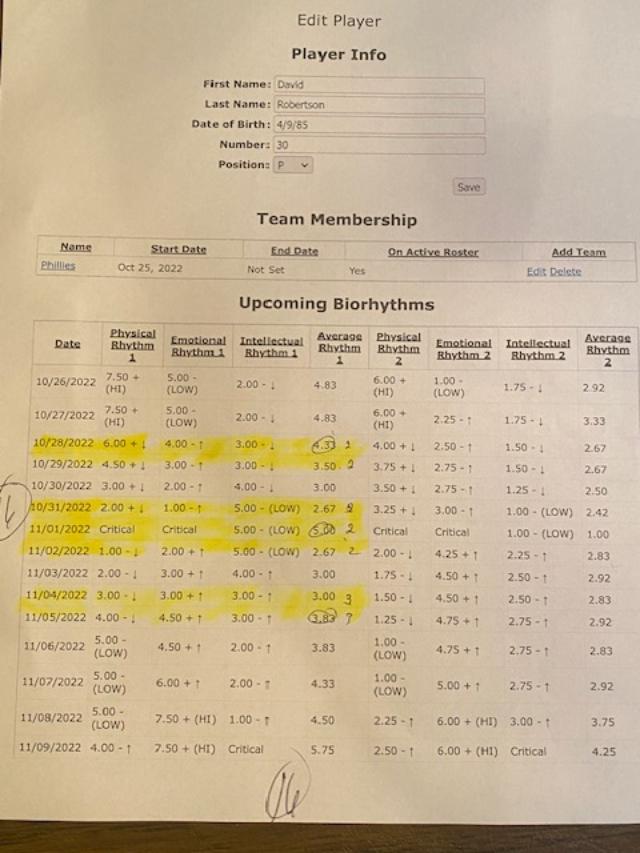 Edit Player
Player Info
First Name: David
Last Name: Robertson
Date of Birth: 4/9/85
Number: 30
Position: P
Save
Team Membership
Name Start Date End Date On Active Roster Add Team
Phillies Oct 25, 2022 Not Set Yes Edit Delete
Upcoming Biorhythms
Date Physical Rhythm 1 Emotional Rhythm 1 Intellectual Rhythm 1 Average Rhythm 1 Physical Rhythm 2 Emotional Rhythm 2 Intellectual Rhythm 2 Average Rhythm 2
10/26/2022 7.50 + (HI) 5.00 - (LOW) 2.00 - ↓ 4.83 6.00 + (HI) 1.00 - (LOW) 1.75 - ↓ 2.92
10/27/2022 7.50 + (HI) 5.00 - (LOW) 2.00 - ↓ 4.83 6.00 + (HI) 2.25 - ↑ 1.75 - ↓ 3.33
10/28/2022 6.00 + ↓ 4.00 - ↑ 3.00 - ↓ 4.33 2 4.00 + ↓ 2.50 - ↑ 1.50 - ↓ 2.67
10/29/2022 4.50 + ↓ 3.00 - ↑ 3.00 - ↓ 3.50 2 3.75 + ↓ 2.75 - ↑ 1.50 - ↓ 2.67
10/30/2022 3.00 + ↓ 2.00 - ↑ 4.00 - ↓ 3.00 3.50 + ↓ 2.75 - ↑ 1.25 - ↓ 2.50
10/31/2022 2.00 + ↓ 1.00 - ↑ 5.00 - (LOW) 2.67 3.25 + ↓ 3.00 - ↑ 1.00 - (LOW) 2.42
11/01/2022 Critical Critical 5.00 - (LOW) 5.00 2 Critical Critical 1.00 - (LOW) 1.00
11/02/2022 1.00 - ↓ 2.00 + ↑ 5.00 - (LOW) 2.67 2 2.00 - ↓ 4.25 + ↑ 2.25 - ↑ 2.83
11/03/2022 2.00 - ↓ 3.00 + ↑ 4.00 - ↑ 3.00 1.75 - ↓ 4.50 + ↑ 2.50 - ↑ 2.92
11/04/2022 3.00 - ↓ 3.00 + ↑ 3.00 - ↑ 3.00 3 1.50 - ↓ 4.50 + ↑ 2.50 - ↑ 2.83
11/05/2022 4.00 - ↓ 4.50 + ↑ 3.00 - ↑ 3.83 1.25 - ↓ 4.75 + ↑ 2.75 - ↑ 2.92
11/06/2022 5.00 - (LOW) 4.50 + ↑ 2.00 - ↑ 3.83 1.00 - (LOW) 4.75 + ↑ 2.75 - ↑ 2.83
11/07/2022 5.00 - (LOW) 6.00 + ↑ 2.00 - ↑ 4.33 1.00 - (LOW) 5.00 + ↑ 2.75 - ↑ 2.92
11/08/2022 5.00 - (LOW) 7.50 + (HI) 1.00 - ↑ 4.50 2.25 - ↑ 6.00 + (HI) 3.00 - ↑ 3.75
11/09/2022 4.00 - ↑ 7.50 + (HI) Critical 5.75 2.50 - ↑ 6.00 + (HI) Critical 4.25
16